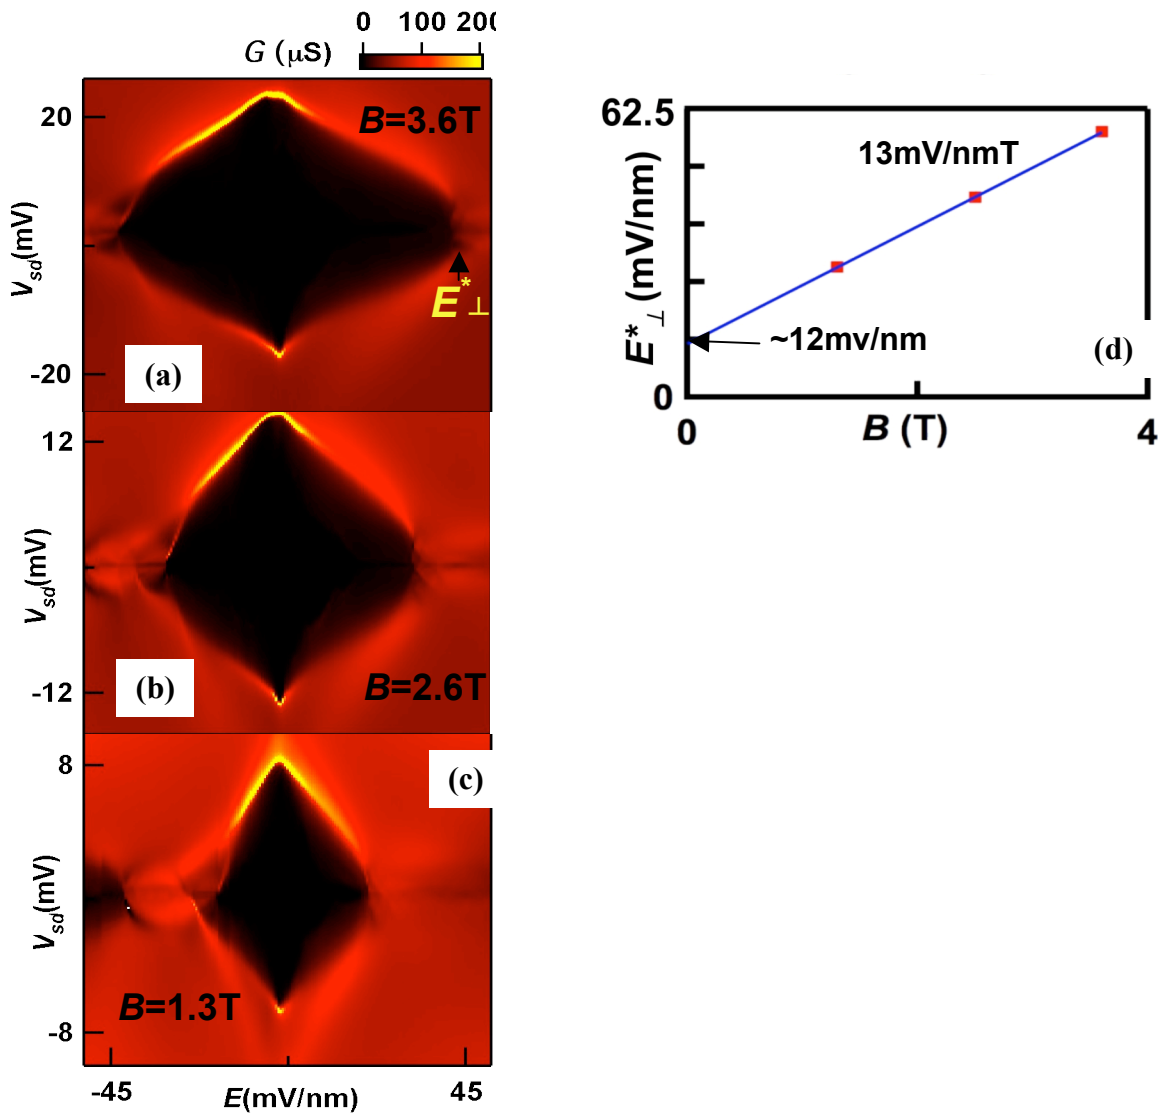 0 100 200
G (μS)
20
B=3.6T
V_sd(mV)
E*⊥
-20
(a)
12
V_sd(mV)
(b)
-12
B=2.6T
8
(c)
V_sd(mV)
B=1.3T
-8
-45 E(mV/nm) 45
62.5
13mV/nmT
E*⊥ (mV/nm)
~12mv/nm
(d)
0
0 B (T) 4